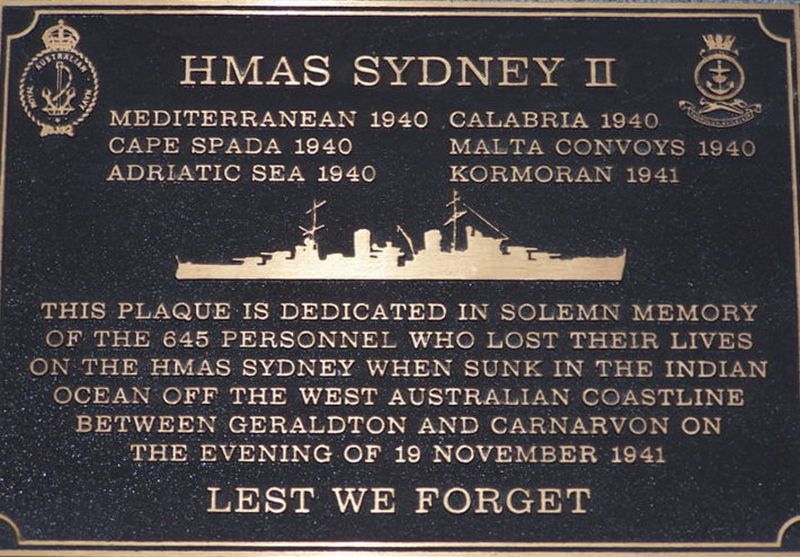 HMAS SYDNEY II
MEDITERRANEAN 1940 CALABRIA 1940
CAPE SPADA 1940 MALTA CONVOYS 1940
ADRIATIC SEA 1940 KORMORAN 1941
THIS PLAQUE IS DEDICATED IN SOLEMN MEMORY
OF THE 645 PERSONNEL WHO LOST THEIR LIVES
ON THE HMAS SYDNEY WHEN SUNK IN THE INDIAN
OCEAN OFF THE WEST AUSTRALIAN COASTLINE
BETWEEN GERALDTON AND CARNARVON ON
THE EVENING OF 19 NOVEMBER 1941
LEST WE FORGET
AUSTRALIAN
NAVY